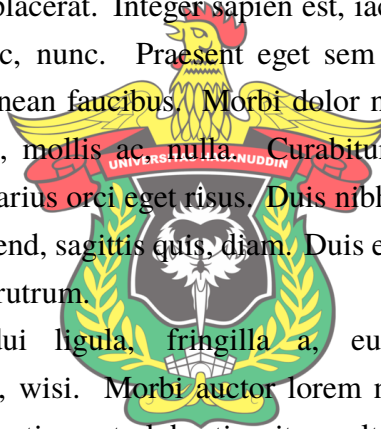 placerat. Integer sapien est, iac
c, nunc. Praesent eget sem
nean faucibus. Morbi dolor n
, mollis ac, nulla. Curabitur
UNIVERSITAS HASANUDDIN
arius orci eget risus. Duis nibh
end, sagittis quis, diam. Duis e
rutrum.
dui ligula, fringilla a, eu
, wisi. Morbi auctor lorem n